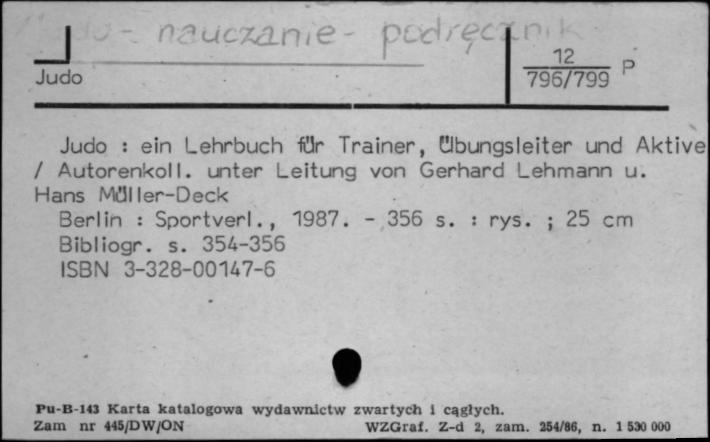 Judo - nauczanie - podręcznik
Judo
12
796/799 P
Judo : ein Lehrbuch für Trainer, Übungsleiter und Aktive
/ Autorenkoll. unter Leitung von Gerhard Lehmann u.
Hans Müller-Deck
Berlin : Sportverl., 1987. - 356 s. : rys. ; 25 cm
Bibliogr. s. 354-356
ISBN 3-328-00147-6
Pu-B-143 Karta katalogowa wydawnictw zwartych i ciągłych.
Zam nr 445/DW/ON WZGraf. Z-d 2, zam. 254/86, n. 1 530 000